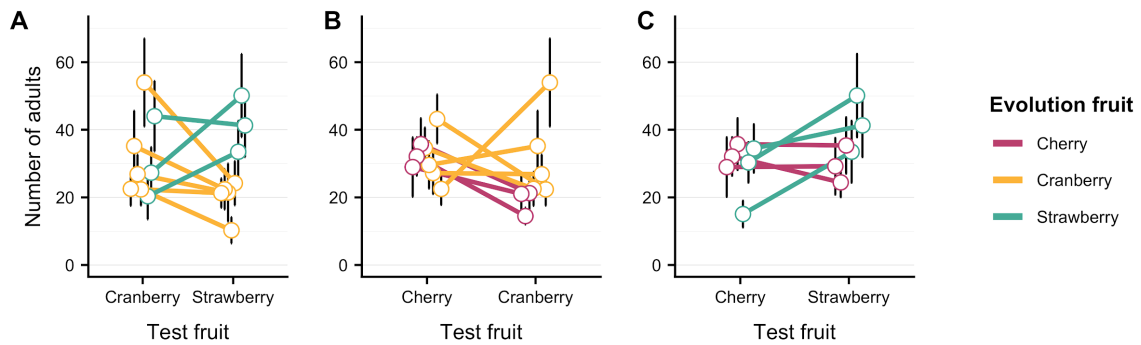 A
B
C
Number of adults
60
40
20
0
Cranberry Strawberry
Test fruit
60
40
20
0
Cherry Cranberry
Test fruit
60
40
20
0
Cherry Strawberry
Test fruit
Evolution fruit
Cherry
Cranberry
Strawberry